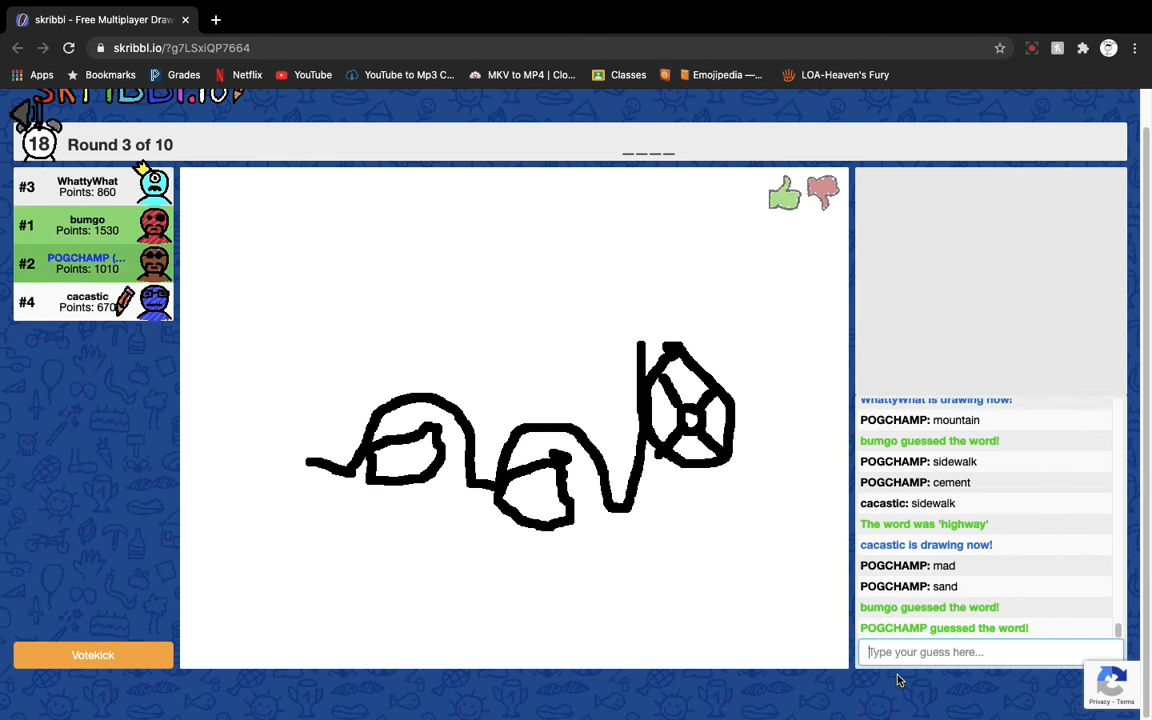 skribbl - Free Multiplayer Draw
skribbl.io/?g7LSxiQP7664
Apps Bookmarks Grades Netflix YouTube YouTube to Mp3 C... MKV to MP4 | Clo... Classes Emojipedia —... LOA-Heaven's Fury
SKRIBBL.iO
18 Round 3 of 10 _ _ _ _
#3 WhattyWhat
Points: 860
#1 bumgo
Points: 1530
#2 POGCHAMP (...
Points: 1010
#4 cacastic
Points: 670
WhattyWhat is drawing now!
POGCHAMP: mountain
bumgo guessed the word!
POGCHAMP: sidewalk
POGCHAMP: cement
cacastic: sidewalk
The word was 'highway'
cacastic is drawing now!
POGCHAMP: mad
POGCHAMP: sand
bumgo guessed the word!
POGCHAMP guessed the word!
Type your guess here...
Votekick
Privacy - Terms